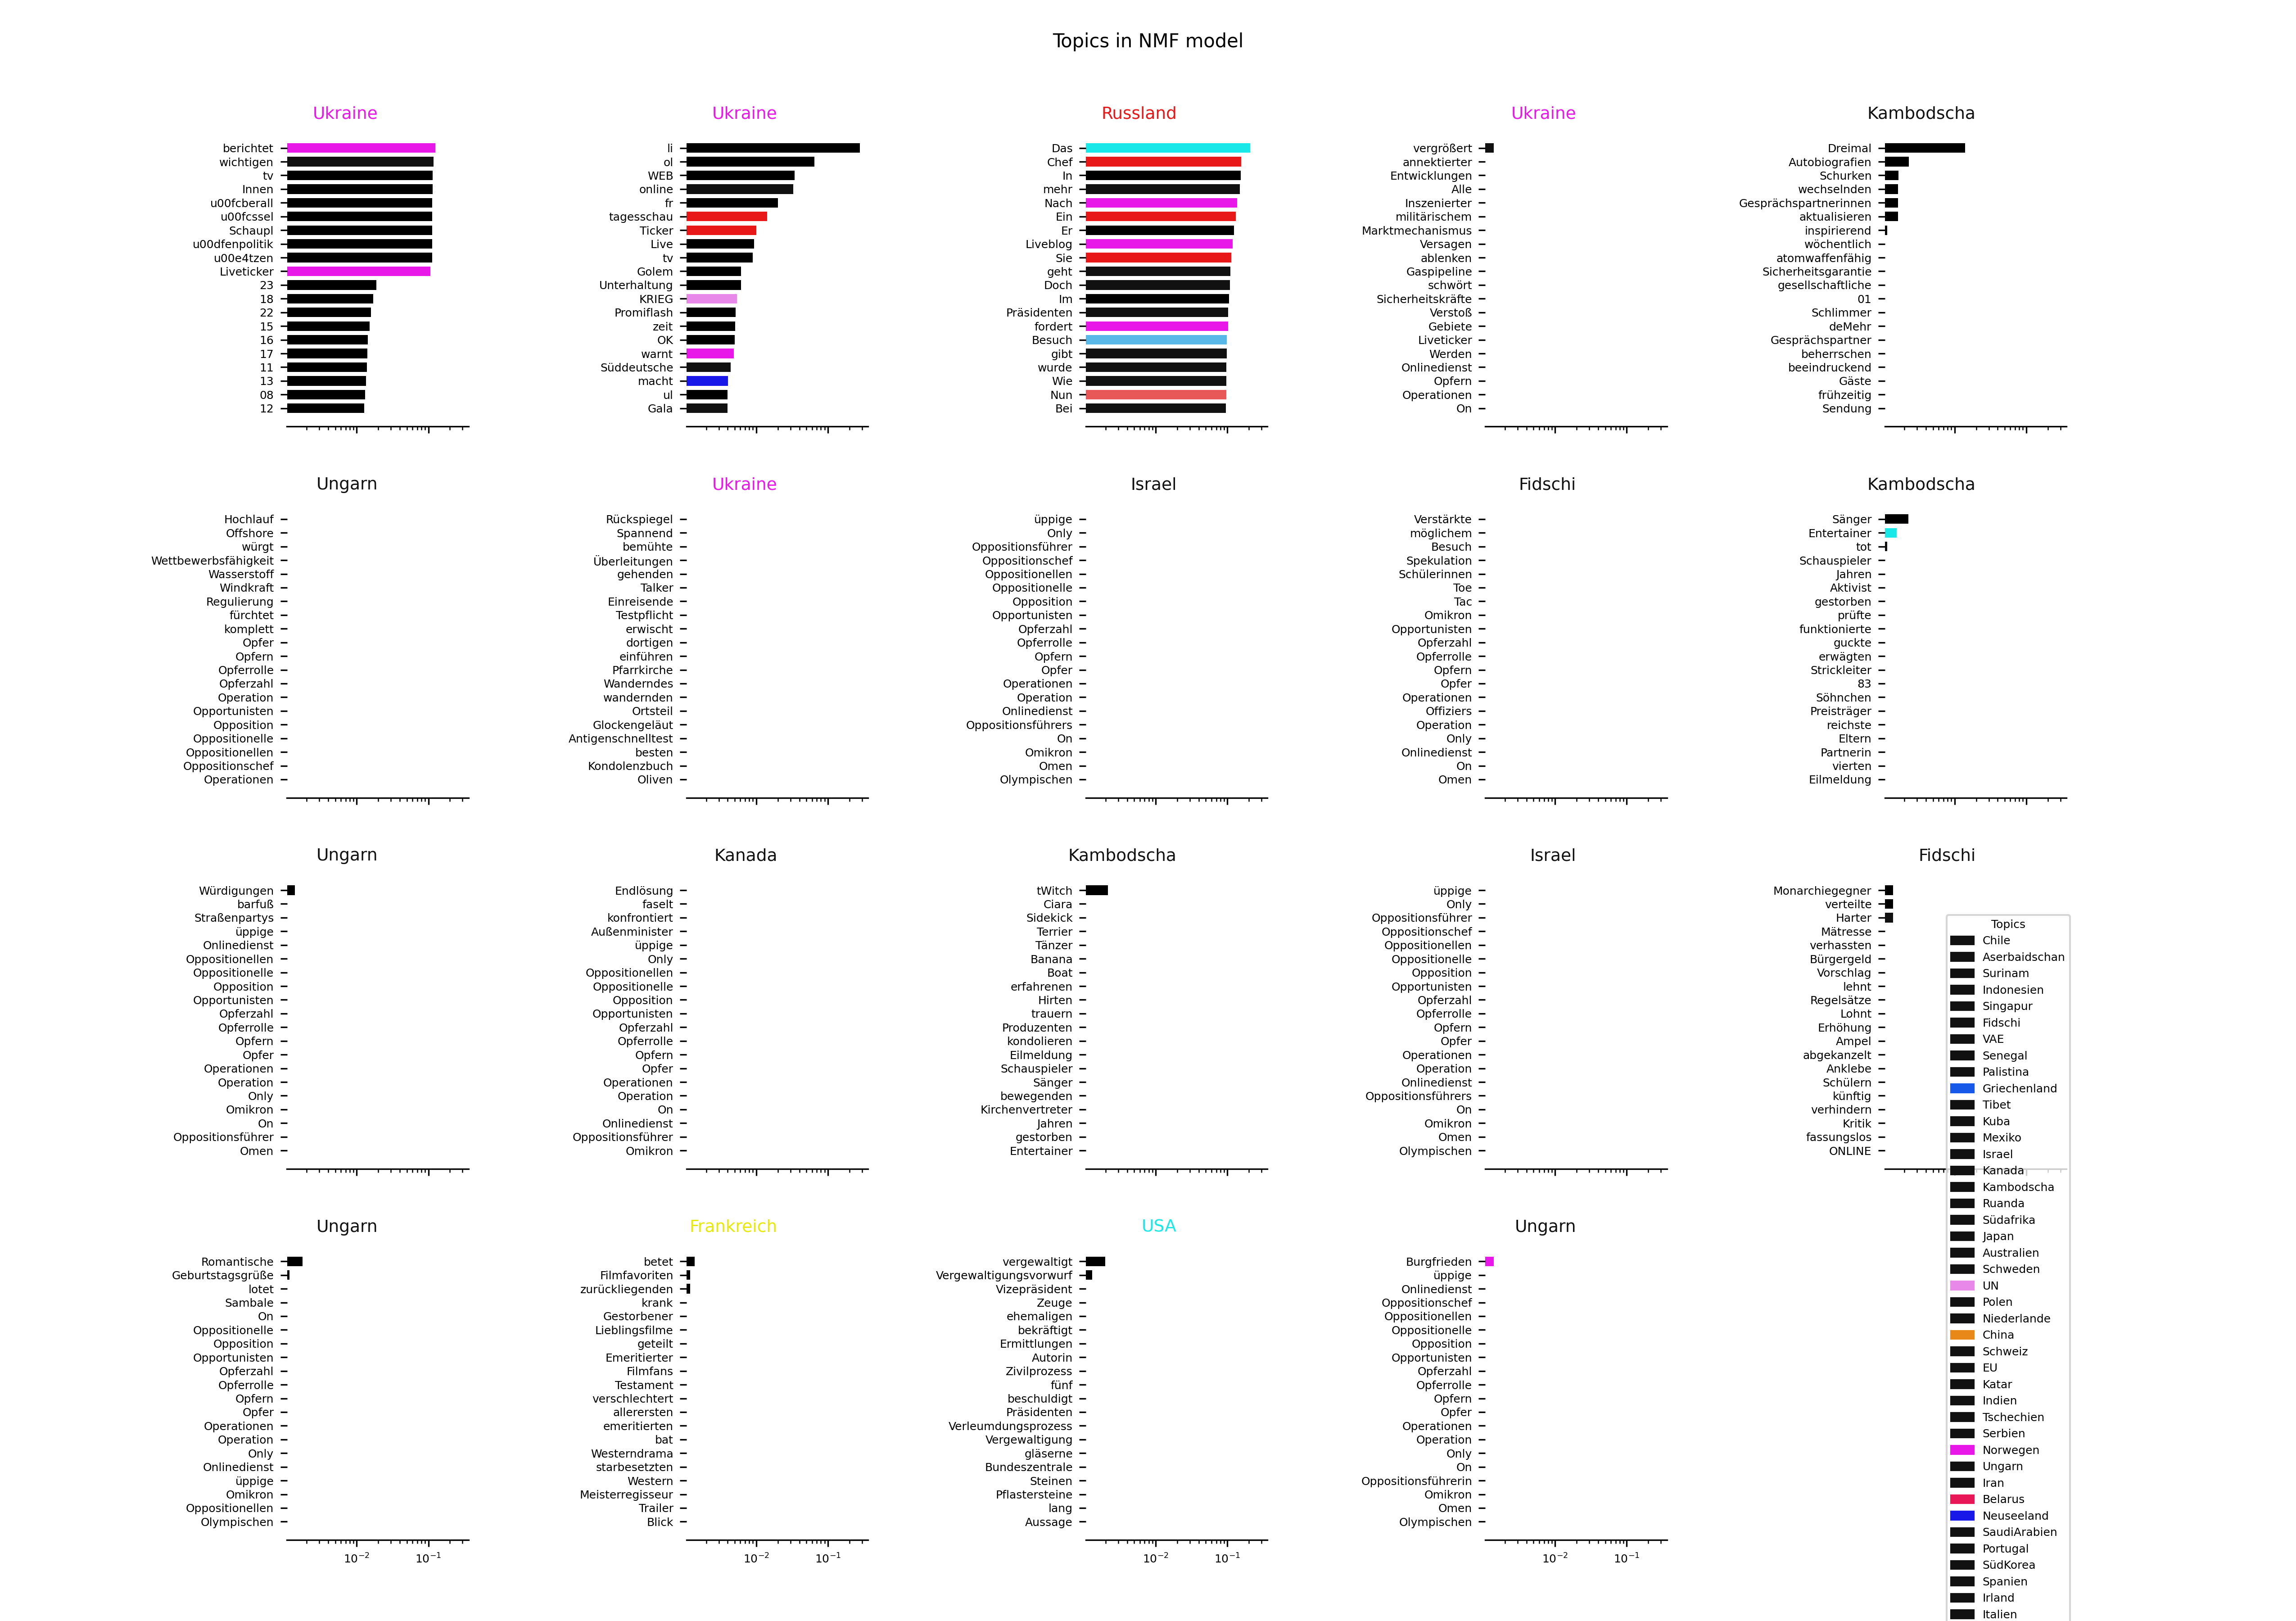 Topics in NMF model
Ukraine
berichtet
wichtigen
tv
Innen
u00fcberall
u00fcssel
Schaupl
u00dfenpolitik
u00e4tzen
Liveticker
23
18
22
15
16
17
11
13
08
12
Ukraine
li
ol
WEB
online
fr
tagesschau
Ticker
Live
tv
Golem
Unterhaltung
KRIEG
Promiflash
zeit
OK
warnt
Süddeutsche
macht
ul
Gala
Russland
Das
Chef
In
mehr
Nach
Ein
Er
Liveblog
Sie
geht
Doch
Im
Präsidenten
fordert
Besuch
gibt
wurde
Wie
Nun
Bei
Ukraine
vergrößert
annektierter
Entwicklungen
Alle
Inszenierter
militärischem
Marktmechanismus
Versagen
ablenken
Gaspipeline
schwört
Sicherheitskräfte
Verstoß
Gebiete
Liveticker
Werden
Onlinedienst
Opfern
Operationen
On
Kambodscha
Dreimal
Autobiografien
Schurken
wechselnden
Gesprächspartnerinnen
aktualisieren
inspirierend
wöchentlich
atomwaffenfähig
Sicherheitsgarantie
gesellschaftliche
01
Schlimmer
deMehr
Gesprächspartner
beherrschen
beeindruckend
Gäste
frühzeitig
Sendung
Ungarn
Hochlauf
Offshore
würgt
Wettbewerbsfähigkeit
Wasserstoff
Windkraft
Regulierung
fürchtet
komplett
Opfer
Opfern
Opferrolle
Opferzahl
Operation
Opportunisten
Opposition
Oppositionelle
Oppositionellen
Oppositionschef
Operationen
Ukraine
Rückspiegel
Spannend
bemühte
Überleitungen
gehenden
Talker
Einreisende
Testpflicht
erwischt
dortigen
einführen
Pfarrkirche
Wanderndes
wandernden
Ortsteil
Glockengeläut
Antigenschnelltest
besten
Kondolenzbuch
Oliven
Israel
üppige
Only
Oppositionsführer
Oppositionschef
Oppositionellen
Oppositionelle
Opposition
Opportunisten
Opferzahl
Opferrolle
Opfern
Opfer
Operationen
Operation
Onlinedienst
Oppositionsführers
On
Omikron
Omen
Olympischen
Fidschi
Verstärkte
möglichem
Besuch
Spekulation
Schülerinnen
Toe
Tac
Omikron
Opportunisten
Opferzahl
Opferrolle
Opfern
Opfer
Operationen
Offiziers
Operation
Only
Onlinedienst
On
Omen
Kambodscha
Sänger
Entertainer
tot
Schauspieler
Jahren
Aktivist
gestorben
prüfte
funktionierte
guckte
erwägten
Strickleiter
83
Söhnchen
Preisträger
reichste
Eltern
Partnerin
vierten
Eilmeldung
Ungarn
Würdigungen
barfuß
Straßenpartys
üppige
Onlinedienst
Oppositionellen
Oppositionelle
Opposition
Opportunisten
Opferzahl
Opferrolle
Opfern
Opfer
Operationen
Operation
Only
Omikron
On
Oppositionsführer
Omen
Kanada
Endlösung
faselt
konfrontiert
Außenminister
üppige
Only
Oppositionellen
Oppositionelle
Opposition
Opportunisten
Opferzahl
Opferrolle
Opfern
Opfer
Operationen
Operation
On
Onlinedienst
Oppositionsführer
Omikron
Kambodscha
tWitch
Ciara
Sidekick
Terrier
Tänzer
Banana
Boat
erfahrenen
Hirten
trauern
Produzenten
kondolieren
Eilmeldung
Schauspieler
Sänger
bewegenden
Kirchenvertreter
Jahren
gestorben
Entertainer
Israel
üppige
Only
Oppositionsführer
Oppositionschef
Oppositionellen
Oppositionelle
Opposition
Opportunisten
Opferzahl
Opferrolle
Opfern
Opfer
Operationen
Operation
Onlinedienst
Oppositionsführers
On
Omikron
Omen
Olympischen
Fidschi
Monarchiegegner
verteilte
Harter
Mätresse
verhassten
Bürgergeld
Vorschlag
lehnt
Regelsätze
Lohnt
Erhöhung
Ampel
abgekanzelt
Anklebe
Schülern
künftig
verhindern
Kritik
fassungslos
ONLINE
Ungarn
Romantische
Geburtstagsgrüße
lotet
Sambale
On
Oppositionelle
Opposition
Opportunisten
Opferzahl
Opferrolle
Opfern
Opfer
Operationen
Operation
Only
Onlinedienst
üppige
Omikron
Oppositionellen
Olympischen
10⁻² 10⁻¹
Frankreich
betet
Filmfavoriten
zurückliegenden
krank
Gestorbener
Lieblingsfilme
geteilt
Emeritierter
Filmfans
Testament
verschlechtert
allerersten
emeritierten
bat
Westerndrama
starbesetzten
Western
Meisterregisseur
Trailer
Blick
10⁻² 10⁻¹
USA
vergewaltigt
Vergewaltigungsvorwurf
Vizepräsident
Zeuge
ehemaligen
bekräftigt
Ermittlungen
Autorin
Zivilprozess
fünf
beschuldigt
Präsidenten
Verleumdungsprozess
Vergewaltigung
gläserne
Bundeszentrale
Steinen
Pflastersteine
lang
Aussage
10⁻² 10⁻¹
Ungarn
Burgfrieden
üppige
Onlinedienst
Oppositionschef
Oppositionellen
Oppositionelle
Opposition
Opportunisten
Opferzahl
Opferrolle
Opfern
Opfer
Operationen
Operation
Only
On
Oppositionsführerin
Omikron
Omen
Olympischen
10⁻² 10⁻¹
Topics
Chile
Aserbaidschan
Surinam
Indonesien
Singapur
Fidschi
VAE
Senegal
Palistina
Griechenland
Tibet
Kuba
Mexiko
Israel
Kanada
Kambodscha
Ruanda
Südafrika
Japan
Australien
Schweden
UN
Polen
Niederlande
China
Schweiz
EU
Katar
Indien
Tschechien
Serbien
Norwegen
Ungarn
Iran
Belarus
Neuseeland
SaudiArabien
Portugal
SüdKorea
Spanien
Irland
Italien